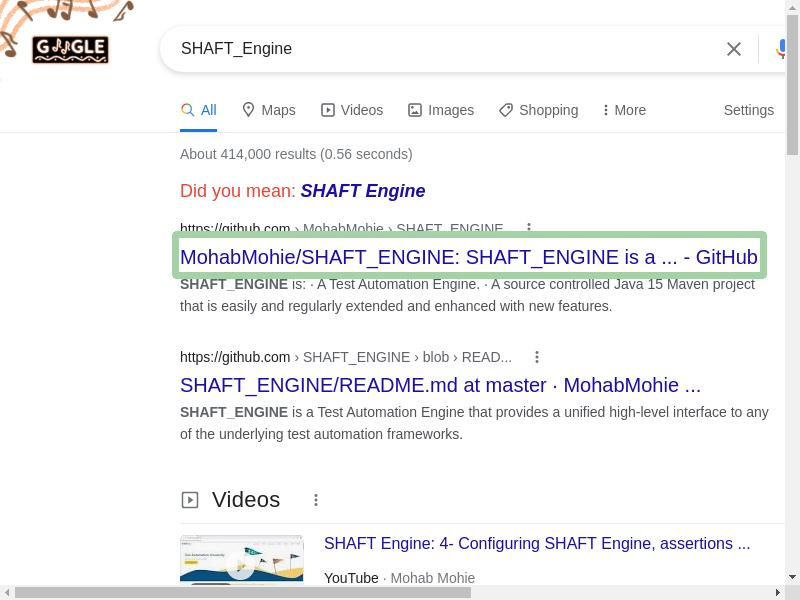 GOOGLE
SHAFT_Engine
All Maps Videos Images Shopping More Settings
About 414,000 results (0.56 seconds)
Did you mean: SHAFT Engine
https://github.com › MohabMohie › SHAFT_ENGINE
MohabMohie/SHAFT_ENGINE: SHAFT_ENGINE is a ... - GitHub
SHAFT_ENGINE is: · A Test Automation Engine. · A source controlled Java 15 Maven project
that is easily and regularly extended and enhanced with new features.
https://github.com › SHAFT_ENGINE › blob › READ...
SHAFT_ENGINE/README.md at master · MohabMohie ...
SHAFT_ENGINE is a Test Automation Engine that provides a unified high-level interface to any
of the underlying test automation frameworks.
Videos
SHAFT Engine: 4- Configuring SHAFT Engine, assertions ...
YouTube · Mohab Mohie